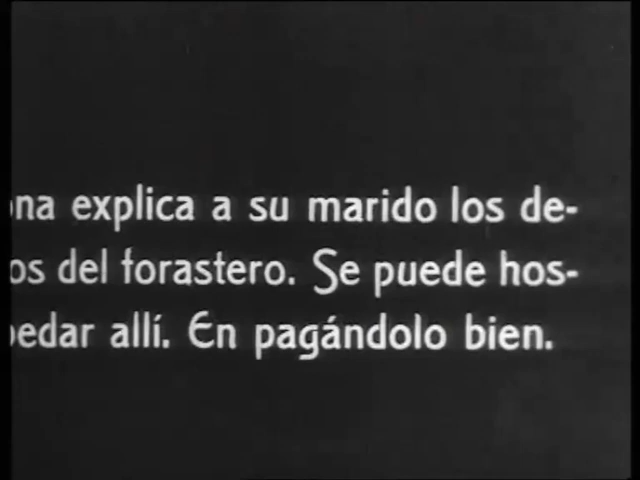 na explica a su marido los de-
os del forastero. Se puede hos-
edar allí. En pagándolo bien.